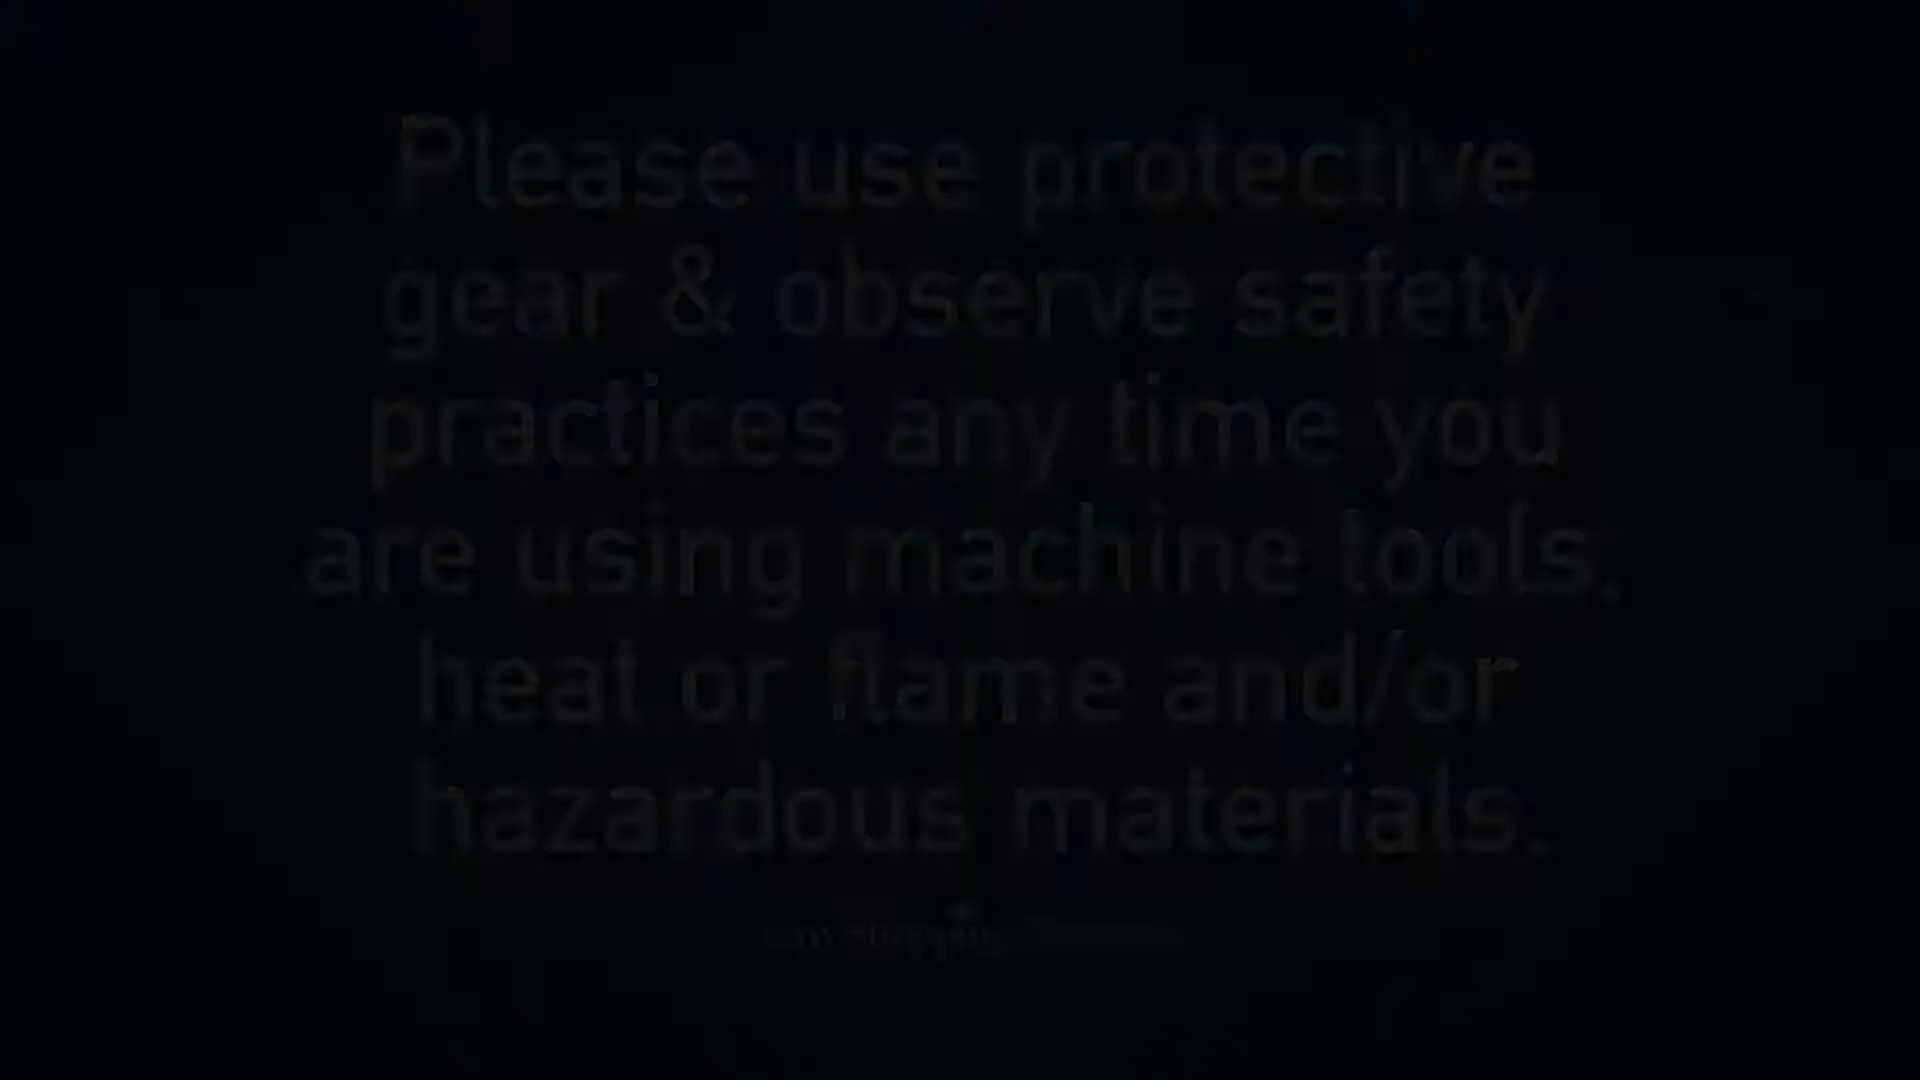 Please use protective
gear & observe safety
practices any time you
are using machine tools,
heat or flame and/or
hazardous materials.